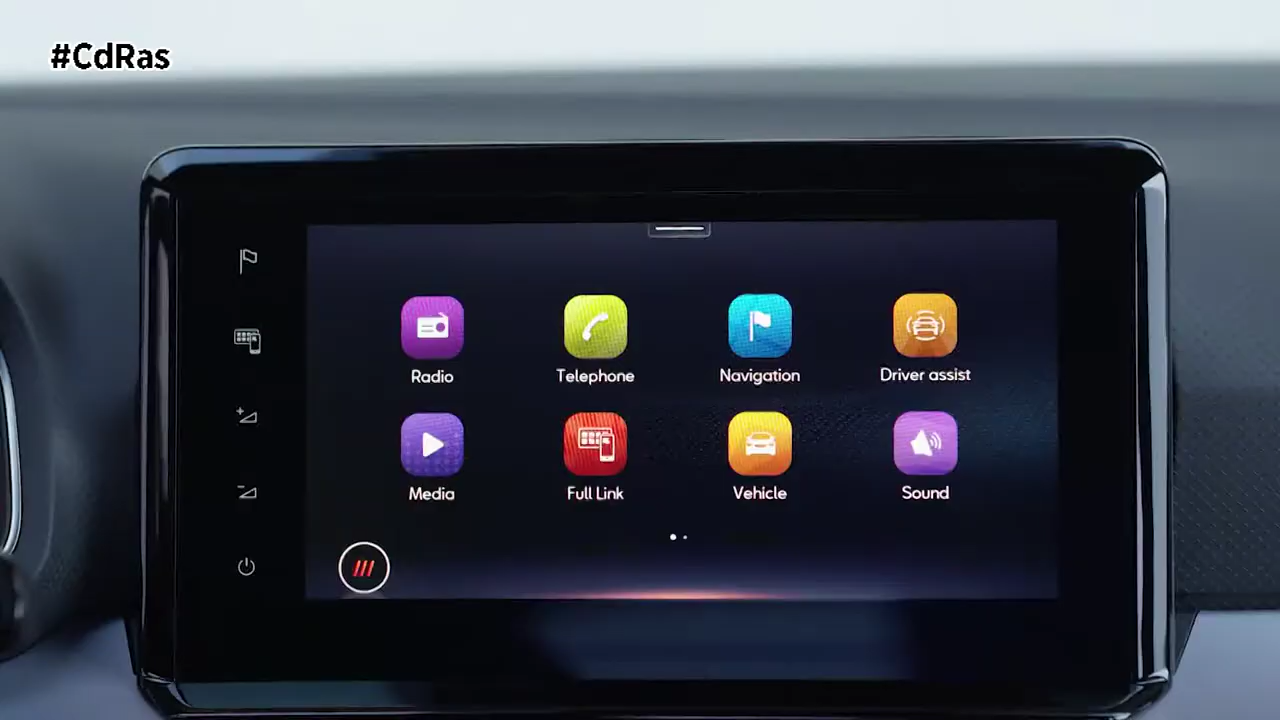 #CdRas
Radio
Telephone
Navigation
Driver assist
Media
Full Link
Vehicle
Sound